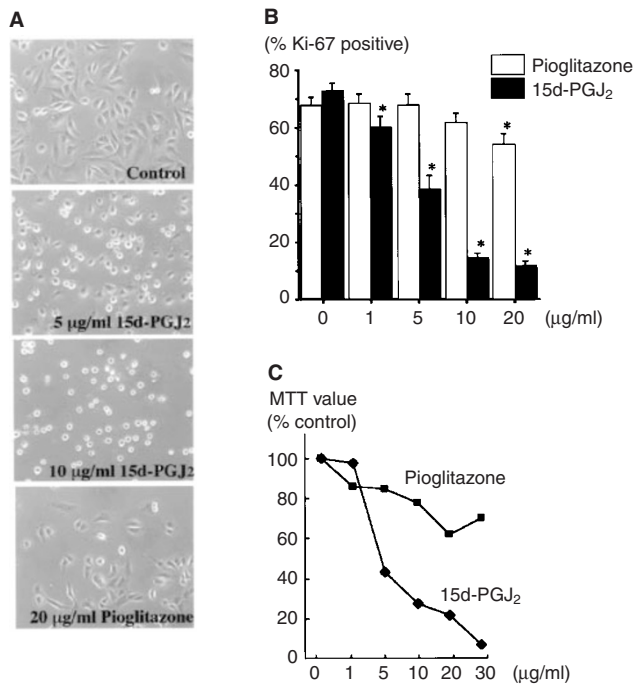 A
Control
5 μg/ml 15d-PGJ2
10 μg/ml 15d-PGJ2
20 μg/ml Pioglitazone
B
(% Ki-67 positive)
Pioglitazone
15d-PGJ2
80
60
40
20
0
*
*
*
*
*
0 1 5 10 20 (μg/ml)
C
MTT value
(% control)
100
80
60
40
20
0
Pioglitazone
15d-PGJ2
0 1 5 10 20 30 (μg/ml)